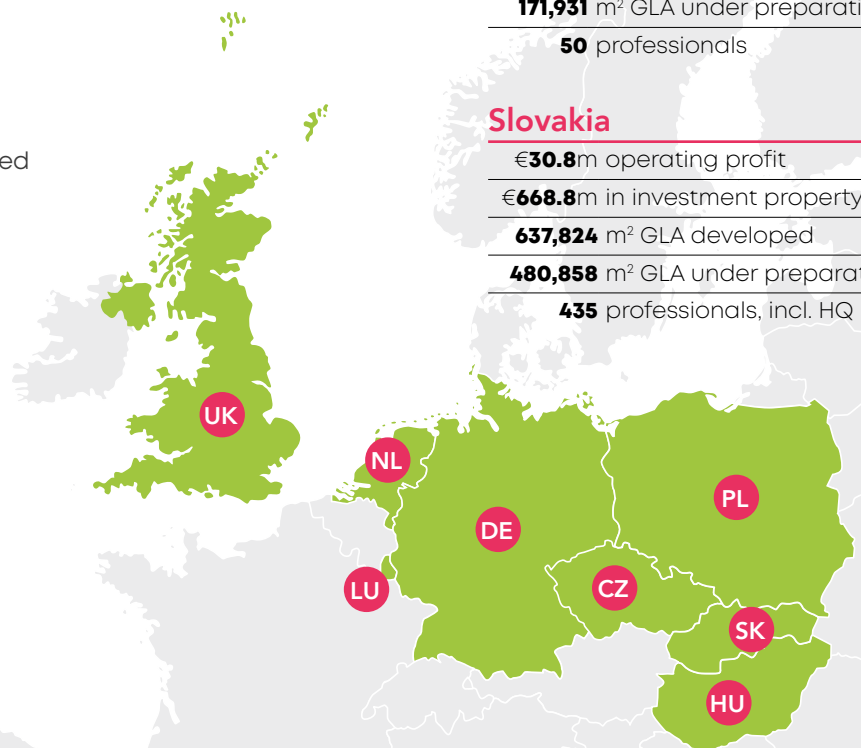 171,931 m² GLA under preparati
50 professionals
ed
Slovakia
€30.8m operating profit
€668.8m in investment property
637,824 m² GLA developed
480,858 m² GLA under preparat
435 professionals, incl. HQ
UK
NL
PL
DE
CZ
LU
SK
HU